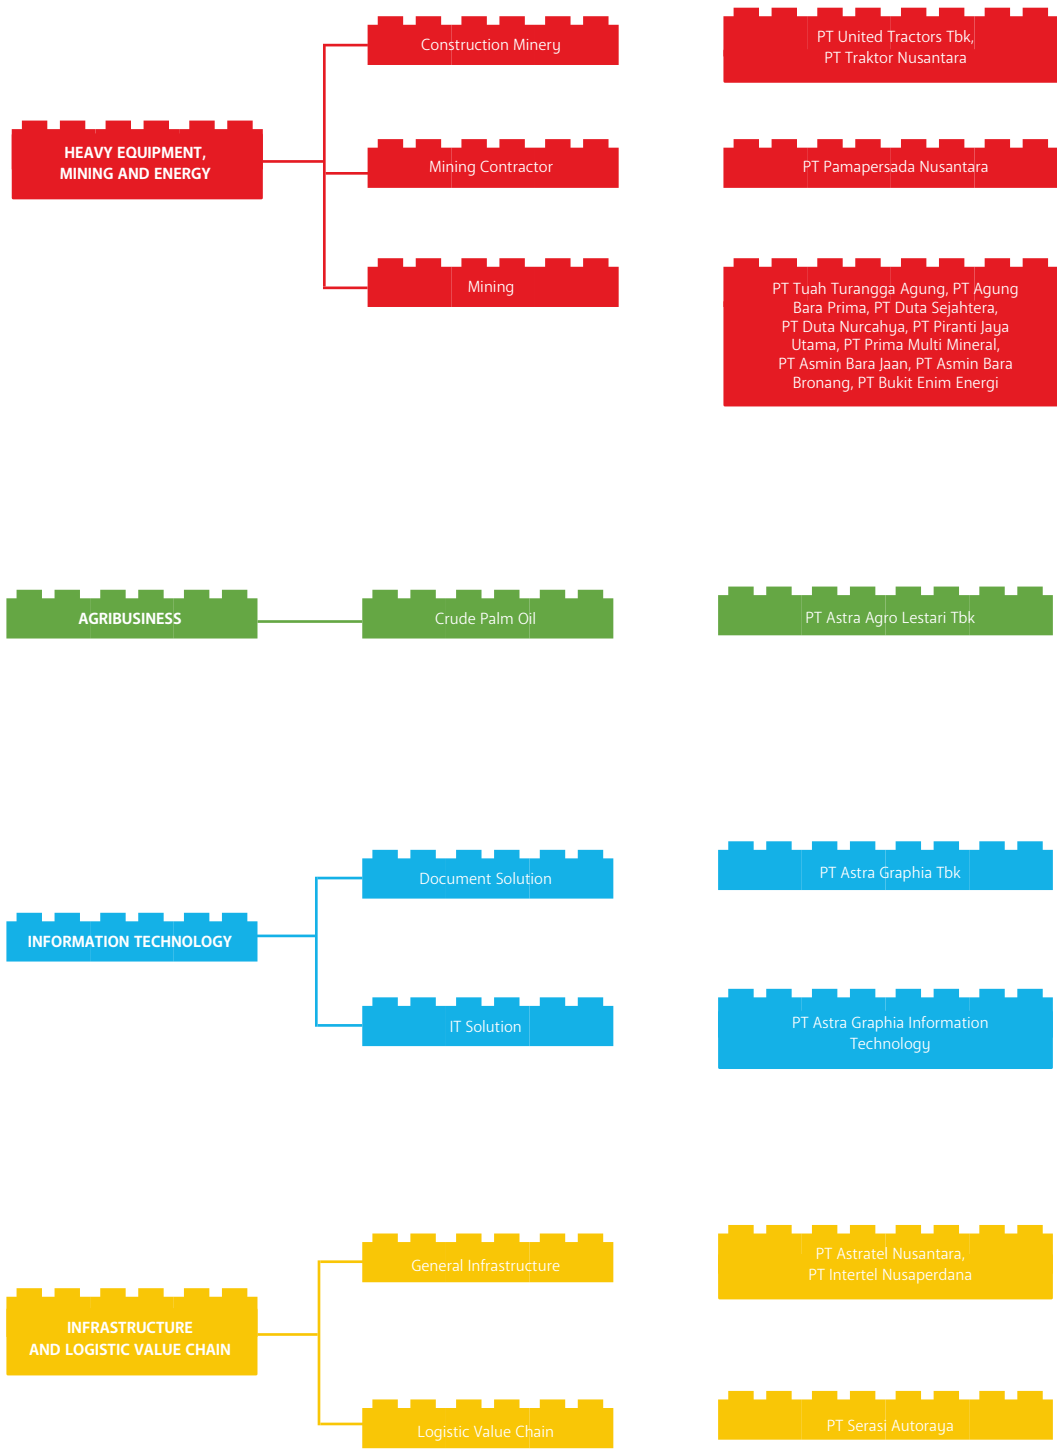 Construction Minery
PT United Tractors Tbk,
PT Traktor Nusantara
HEAVY EQUIPMENT,
MINING AND ENERGY
Mining Contractor
PT Pamapersada Nusantara
Mining
PT Tuah Turangga Agung, PT Agung
Bara Prima, PT Duta Sejahtera,
PT Duta Nurcahya, PT Piranti Jaya
Utama, PT Prima Multi Mineral,
PT Asmin Bara Jaan, PT Asmin Bara
Bronang, PT Bukit Enim Energi
AGRIBUSINESS
Crude Palm Oil
PT Astra Agro Lestari Tbk
Document Solution
PT Astra Graphia Tbk
INFORMATION TECHNOLOGY
IT Solution
PT Astra Graphia Information
Technology
General Infrastructure
PT Astratel Nusantara,
PT Intertel Nusaperdana
INFRASTRUCTURE
AND LOGISTIC VALUE CHAIN
Logistic Value Chain
PT Serasi Autoraya